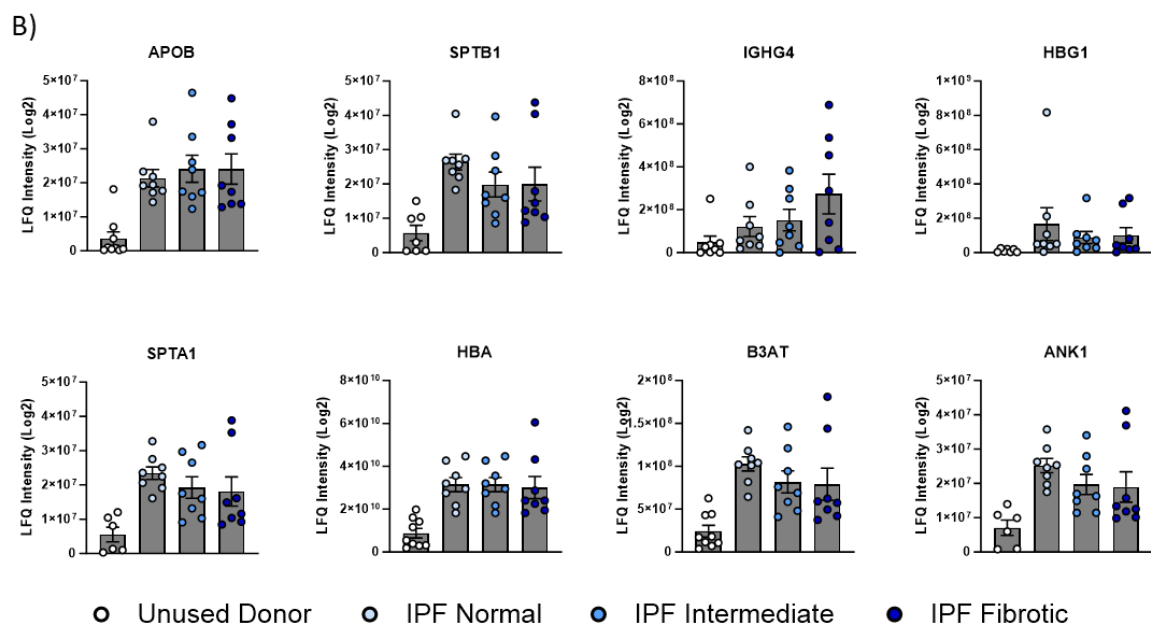 B)
APOB
SPTB1
IGHG4
HBG1
LFQ Intensity (Log2)
5×10⁷
4×10⁷
3×10⁷
2×10⁷
1×10⁷
0
LFQ Intensity (Log2)
5×10⁷
4×10⁷
3×10⁷
2×10⁷
1×10⁷
0
LFQ Intensity (Log2)
8×10⁸
6×10⁸
4×10⁸
2×10⁸
0
LFQ Intensity (Log2)
1×10⁹
8×10⁸
6×10⁸
4×10⁸
2×10⁸
0
SPTA1
HBA
B3AT
ANK1
LFQ Intensity (Log2)
5×10⁷
4×10⁷
3×10⁷
2×10⁷
1×10⁷
0
LFQ Intensity (Log2)
8×10¹⁰
6×10¹⁰
4×10¹⁰
2×10¹⁰
0
LFQ Intensity (Log2)
2×10⁸
1.5×10⁸
1×10⁸
5×10⁷
0
LFQ Intensity (Log2)
5×10⁷
4×10⁷
3×10⁷
2×10⁷
1×10⁷
0
Unused Donor
IPF Normal
IPF Intermediate
IPF Fibrotic